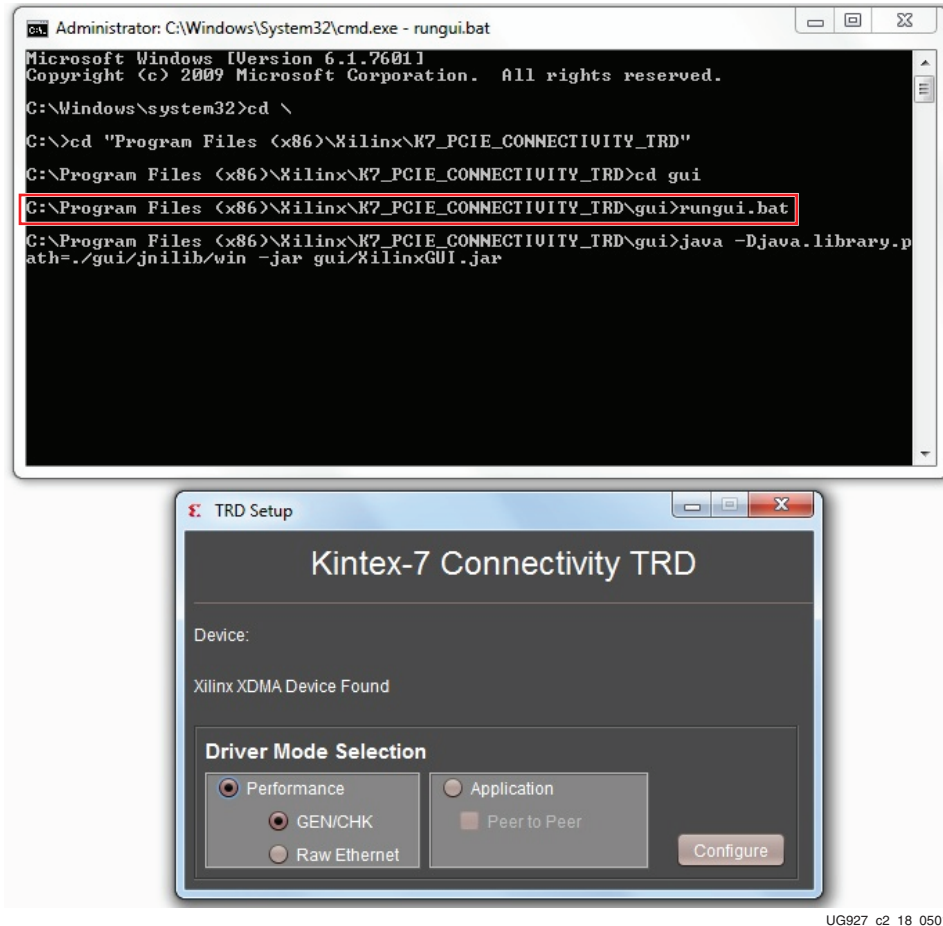 Administrator: C:\Windows\System32\cmd.exe - rungui.bat
Microsoft Windows [Version 6.1.7601]
Copyright (c) 2009 Microsoft Corporation.  All rights reserved.
C:\Windows\system32>cd \
C:\>cd "Program Files (x86)\Xilinx\K7_PCIE_CONNECTIVITY_TRD"
C:\Program Files (x86)\Xilinx\K7_PCIE_CONNECTIVITY_TRD>cd gui
C:\Program Files (x86)\Xilinx\K7_PCIE_CONNECTIVITY_TRD\gui>rungui.bat
C:\Program Files (x86)\Xilinx\K7_PCIE_CONNECTIVITY_TRD\gui>java -Djava.library.p
ath=./gui/jnilib/win -jar gui/XilinxGUI.jar
TRD Setup
Kintex-7 Connectivity TRD
Device:
Xilinx XDMA Device Found
Driver Mode Selection
Performance
GEN/CHK
Raw Ethernet
Application
Peer to Peer
Configure
UG927_c2_18_050